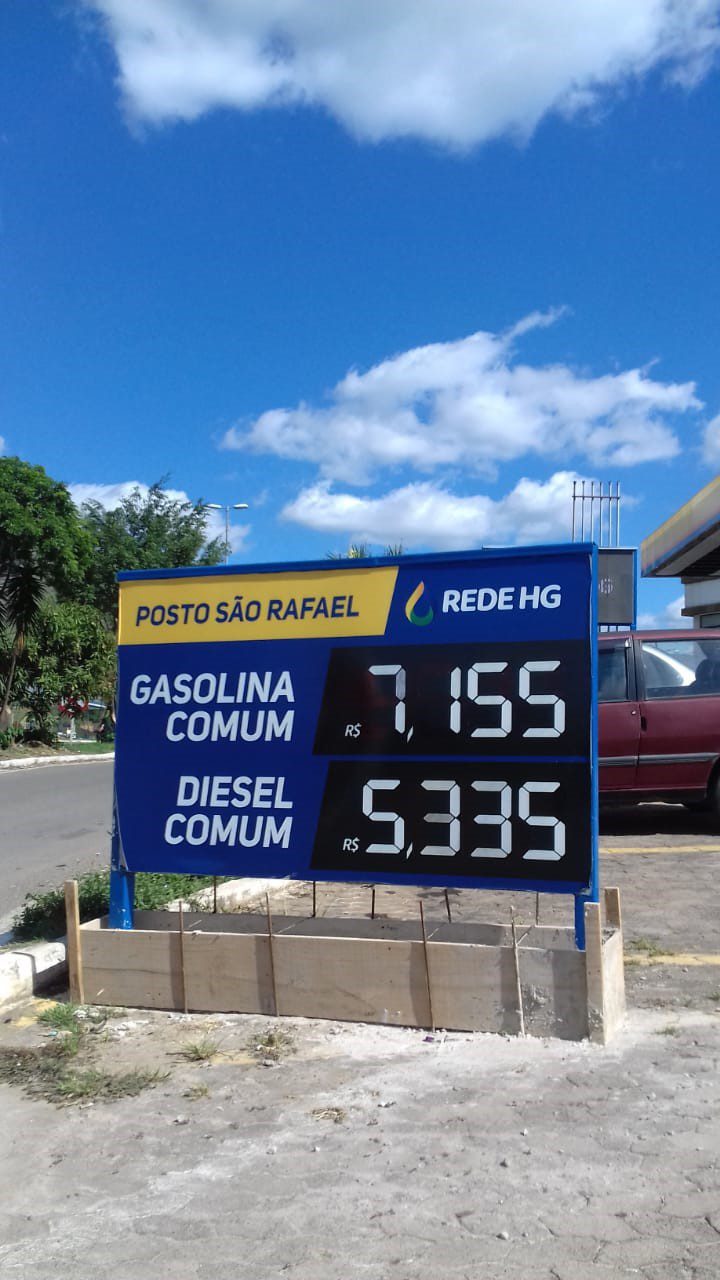 POSTO SÃO RAFAEL
REDE HG
GASOLINA
COMUM
R$ 7,155
DIESEL
COMUM
R$ 5,335